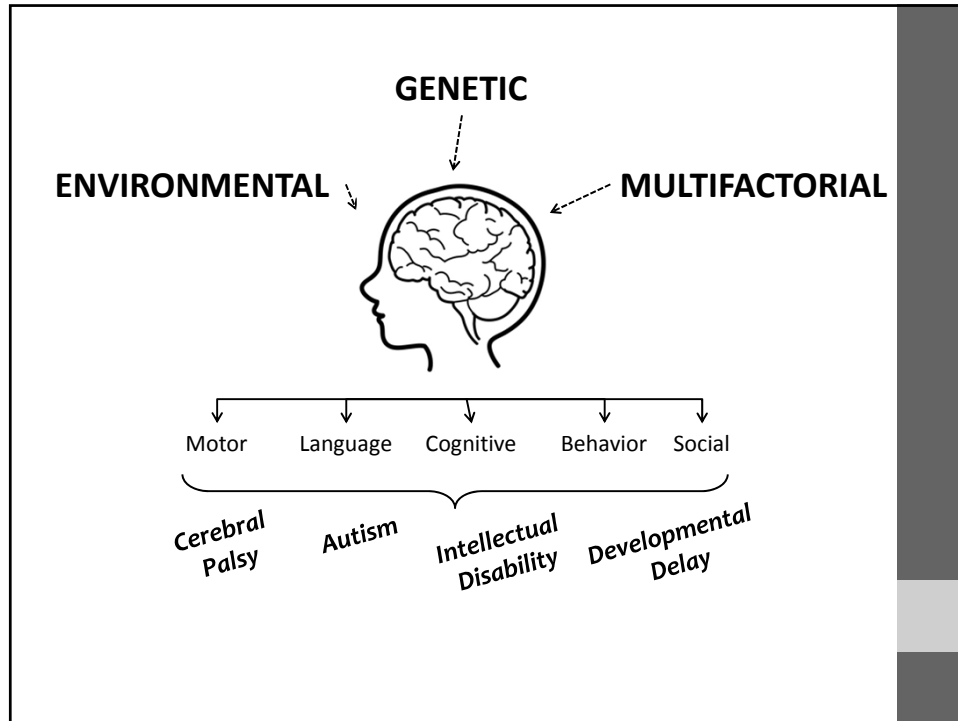 GENETIC
ENVIRONMENTAL
MULTIFACTORIAL
Motor
Language
Cognitive
Behavior
Social
Cerebral
Palsy
Autism
Intellectual
Disability
Developmental
Delay